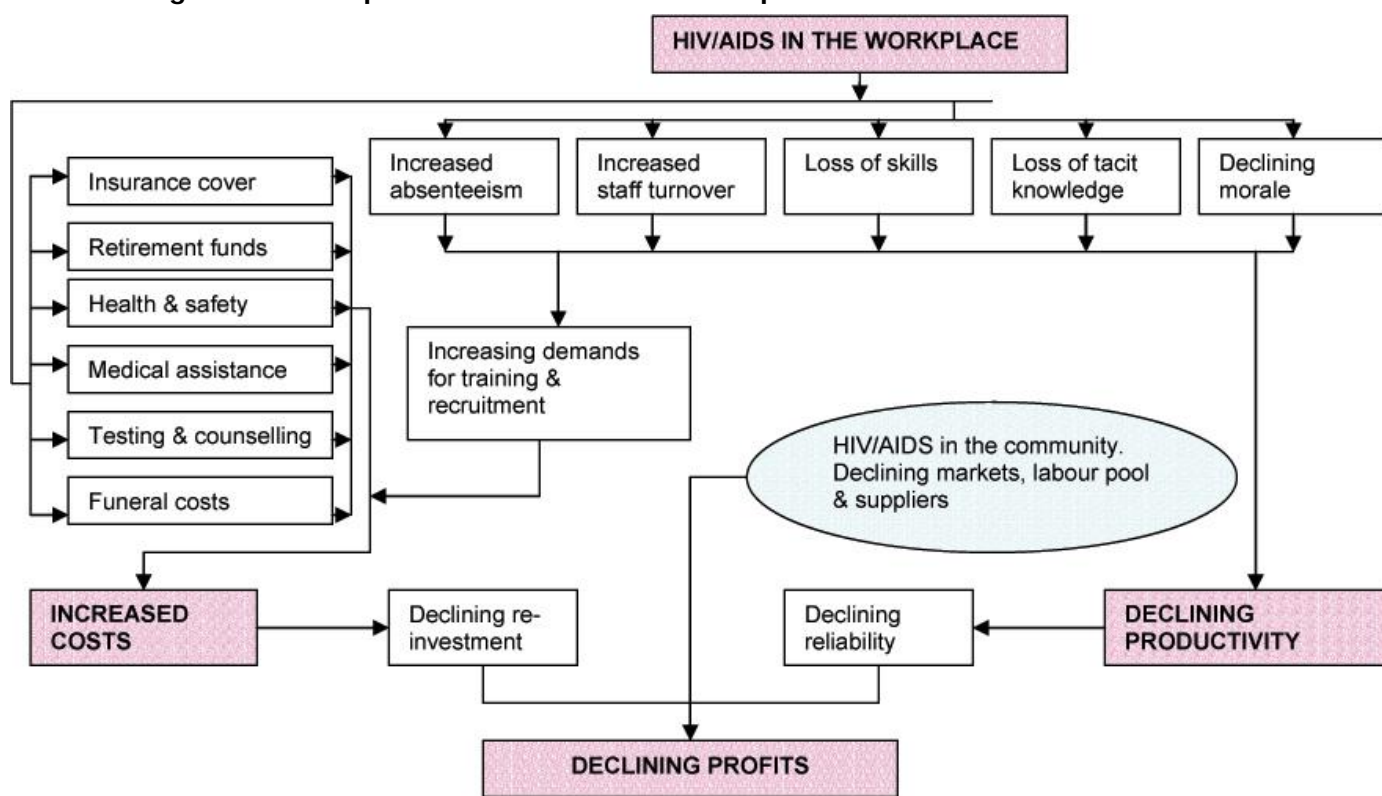 HIV/AIDS IN THE WORKPLACE
Increased
absenteeism
Increased
staff turnover
Loss of skills
Loss of tacit
knowledge
Declining
morale
Insurance cover
Retirement funds
Health & safety
Medical assistance
Testing & counselling
Funeral costs
Increasing demands
for training &
recruitment
HIV/AIDS in the community.
Declining markets, labour pool
& suppliers
INCREASED
COSTS
Declining re-
investment
Declining
reliability
DECLINING
PRODUCTIVITY
DECLINING PROFITS